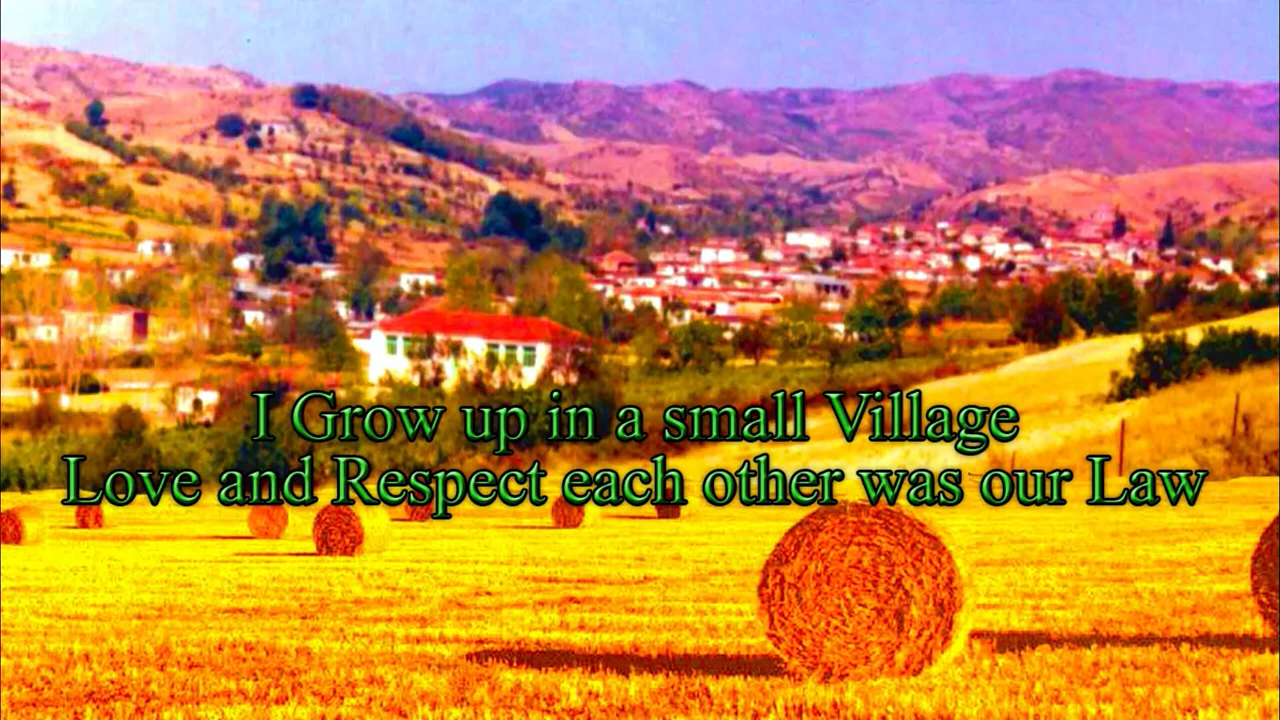 I Grow up in a small Village
Love and Respect each other was our Law